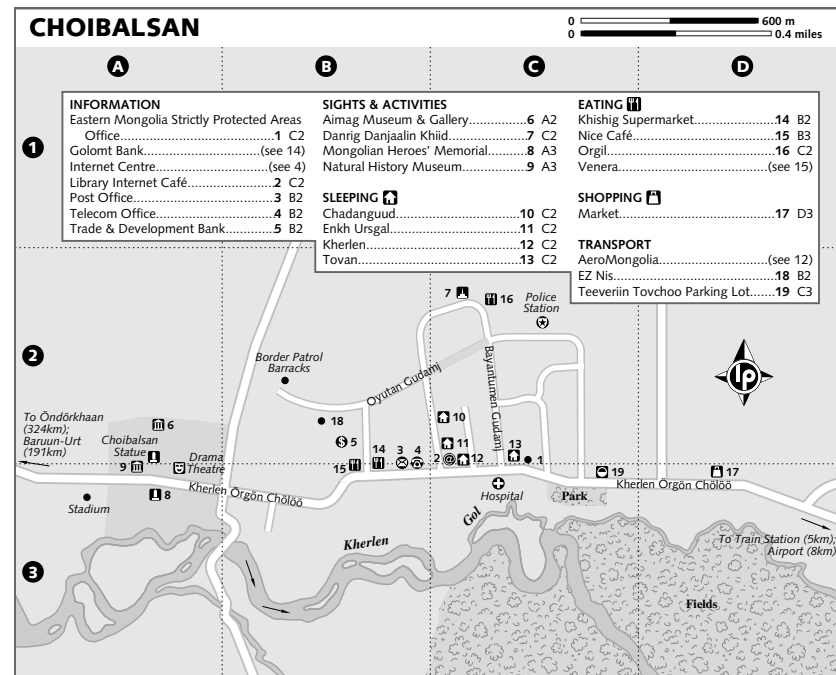 CHOIBALSAN
0 600 m
0 0.4 miles
A B C D
1
INFORMATION
Eastern Mongolia Strictly Protected Areas
Office..............................1 C2
Golomt Bank............................(see 14)
Internet Centre...........................(see 4)
Library Internet Café....................2 C2
Post Office..................................3 B2
Telecom Office............................4 B2
Trade & Development Bank.......5 B2
SIGHTS & ACTIVITIES
Aimag Museum & Gallery............6 A2
Danrig Danjaalin Khiid.................7 C2
Mongolian Heroes' Memorial.......8 A3
Natural History Museum..............9 A3
SLEEPING
Chadanguud..............................10 C2
Enkh Ursgal..............................11 C2
Kherlen.....................................12 C2
Tovan........................................13 C2
EATING
Khishig Supermarket..................14 B2
Nice Café..................................15 B3
Orgil.........................................16 C2
Venera....................................(see 15)
SHOPPING
Market......................................17 D3
TRANSPORT
AeroMongolia..........................(see 12)
EZ Nis.......................................18 B2
Teeveriin Tovchoo Parking Lot......19 C3
7
16
Police
Station
2
Border Patrol
Barracks
Oyutan Gudamj
Bayantumen Gudamj
lp
To Öndörkhaan
(324km);
Baruun-Urt
(191km)
6
Choibalsan
Statue
Drama
Theatre
9
8
Stadium
18
5
10
11
15
14
3
4
2
@
12
13
1
19
17
Kherlen Örgön Chölöö
Hospital
Park
Kherlen Örgön Chölöö
Kherlen
Gol
To Train Station (5km);
Airport (8km)
3
Fields